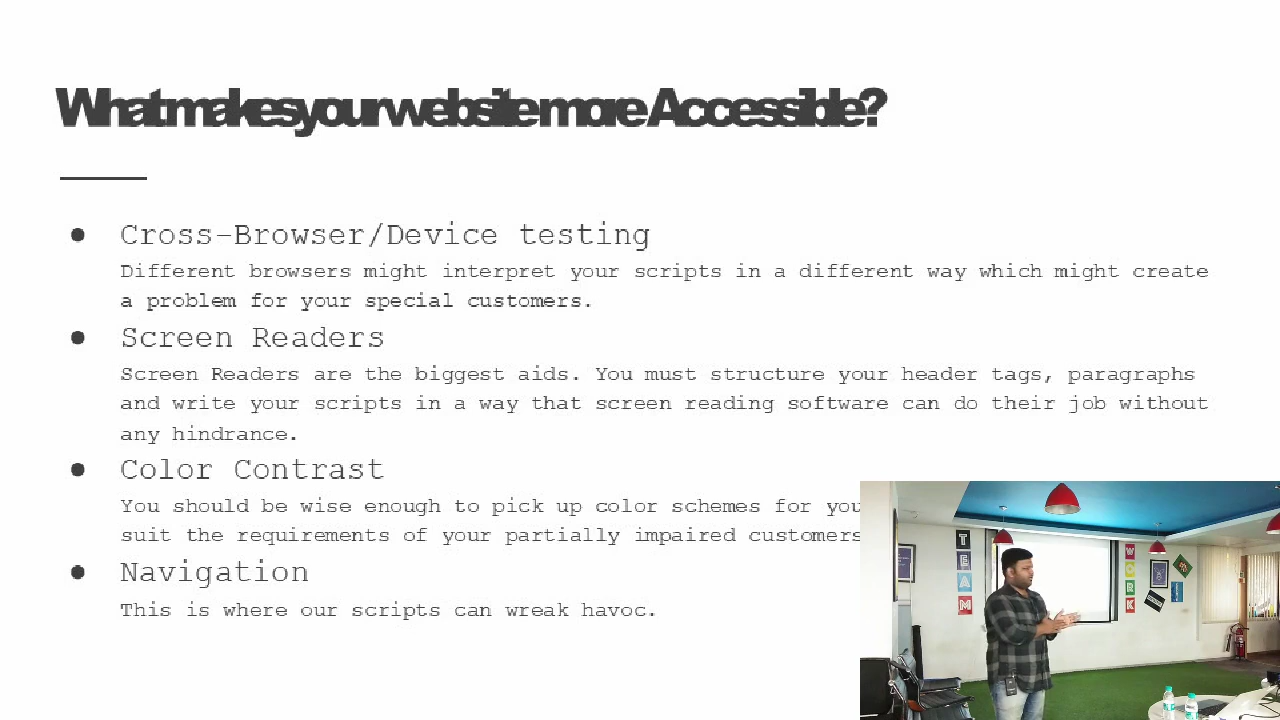 What makes your website more Accessible?
● Cross-Browser/Device testing
Different browsers might interpret your scripts in a different way which might create
a problem for your special customers.
● Screen Readers
Screen Readers are the biggest aids. You must structure your header tags, paragraphs
and write your scripts in a way that screen reading software can do their job without
any hindrance.
● Color Contrast
You should be wise enough to pick up color schemes for you
suit the requirements of your partially impaired customers
● Navigation
This is where our scripts can wreak havoc.
TEAM
WORK